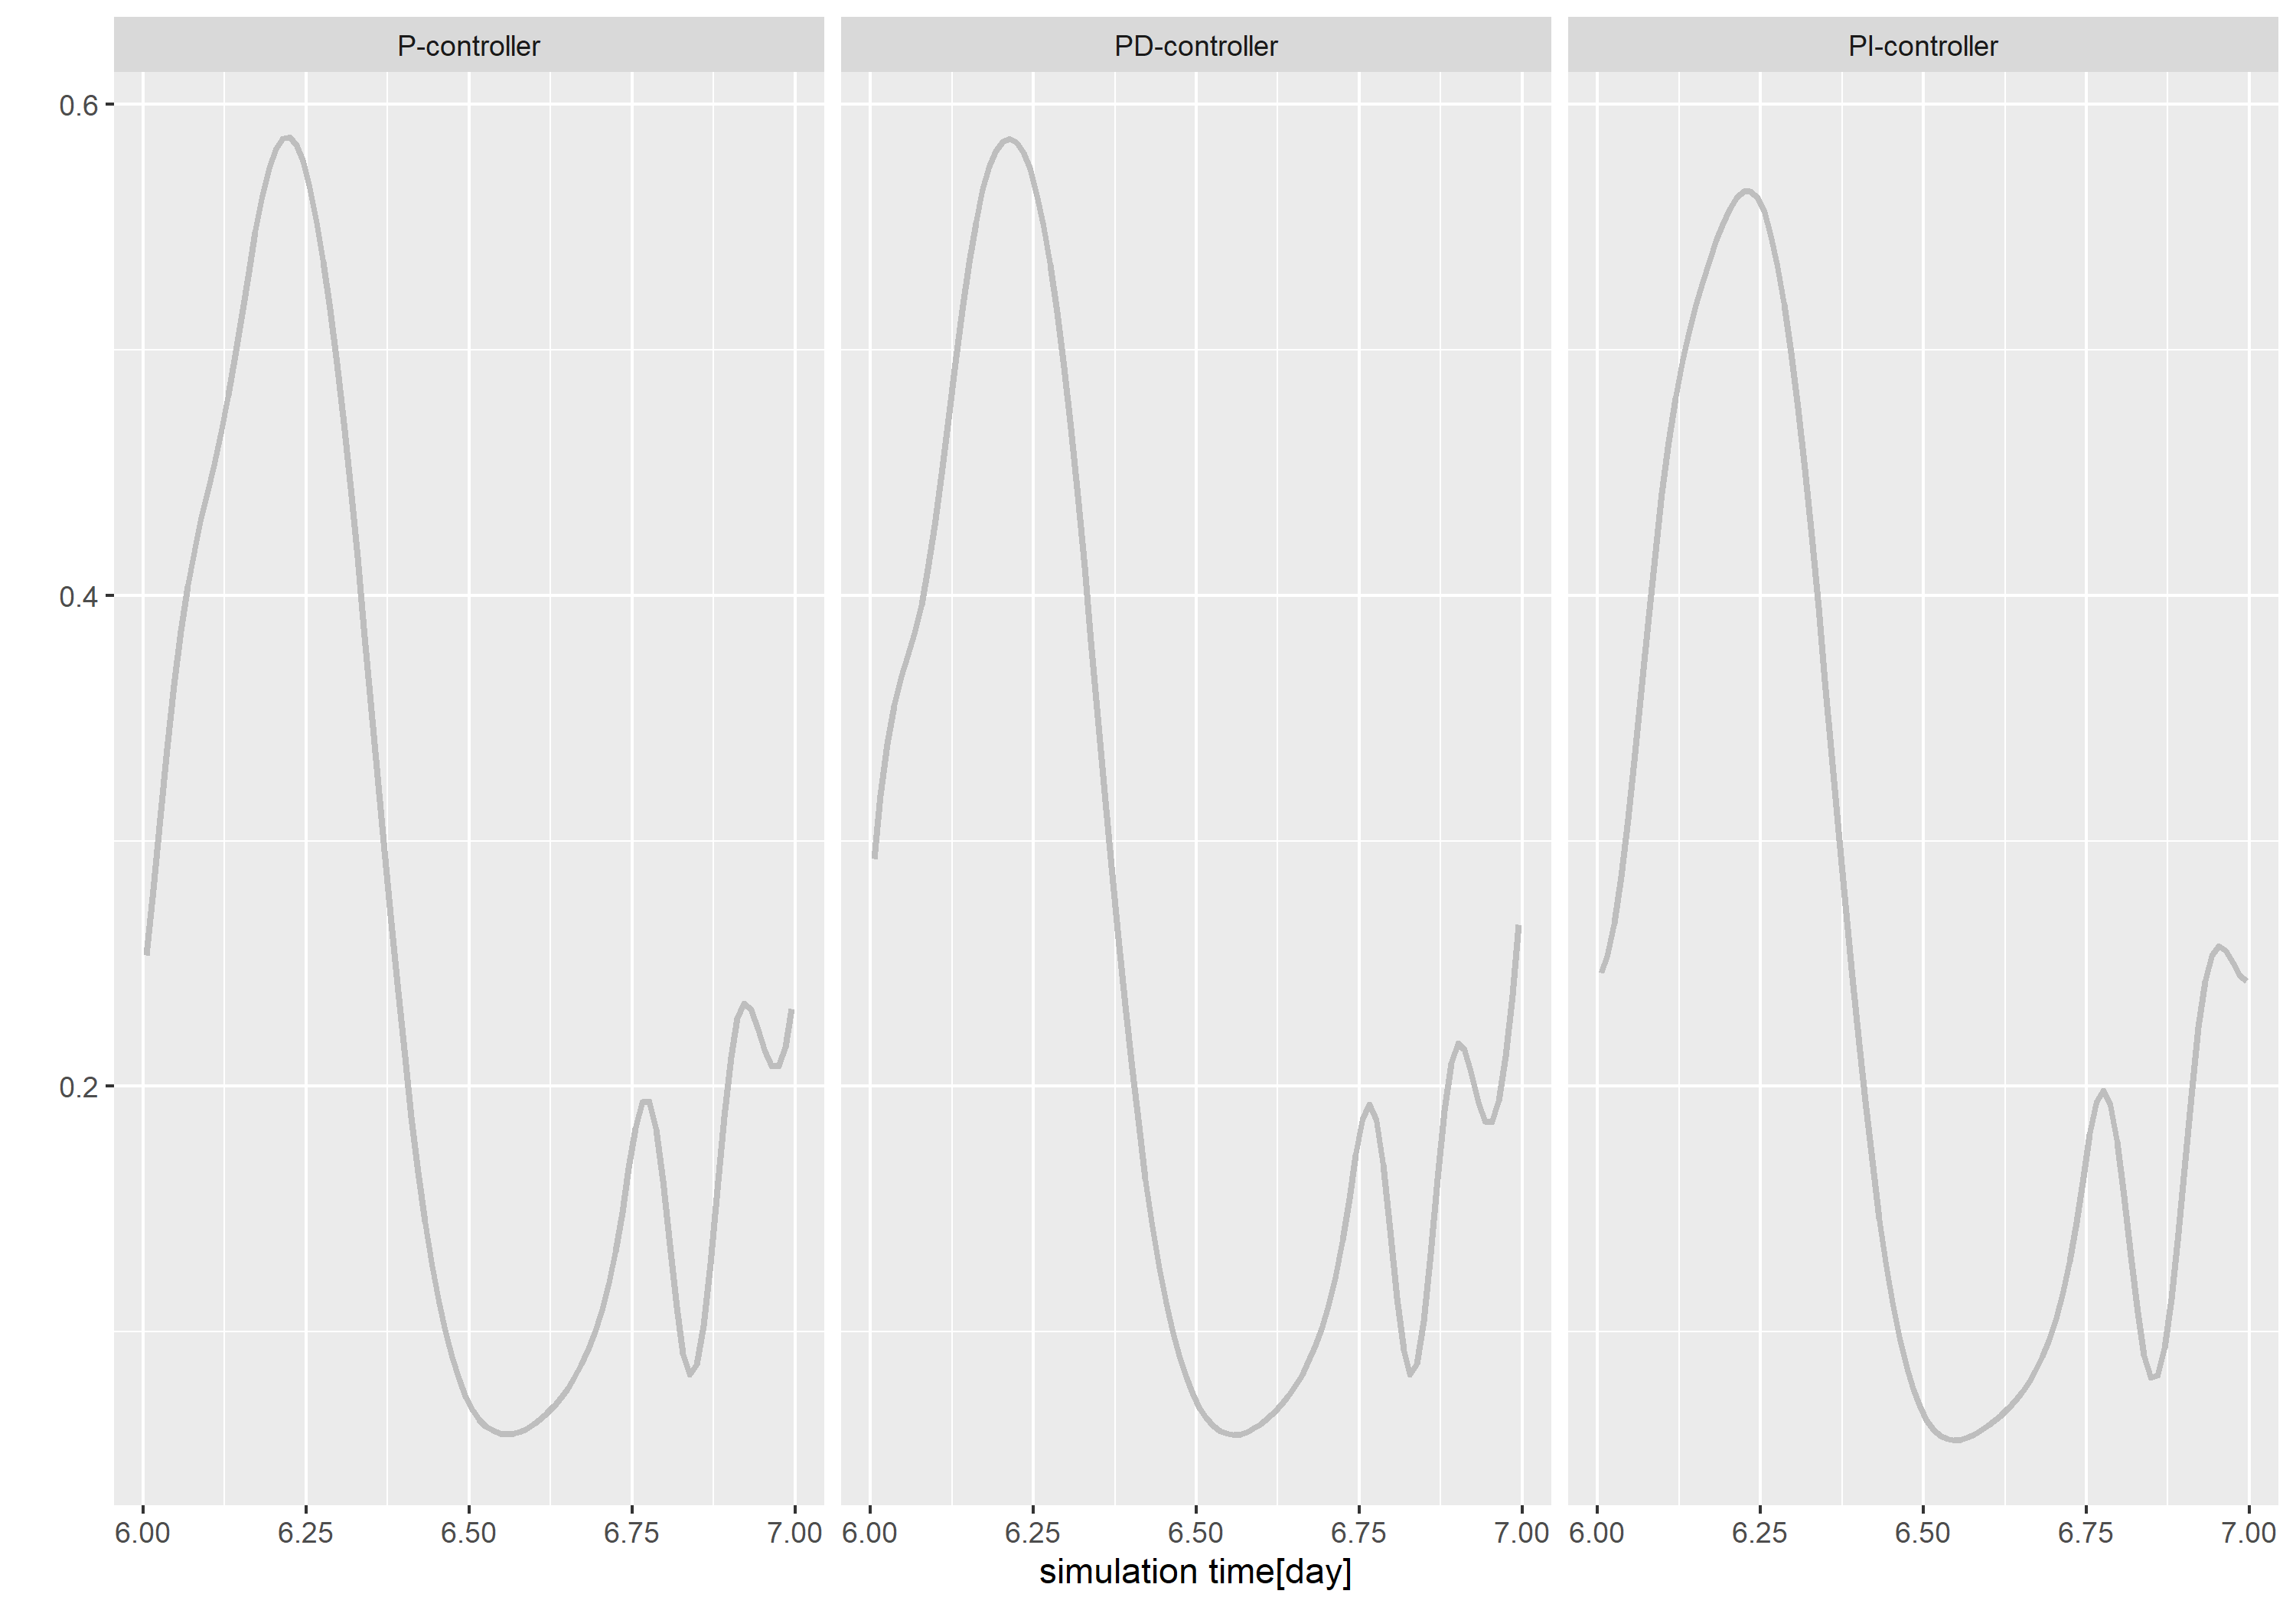 P-controller PD-controller PI-controller
0.6
0.4
0.2
6.00 6.25 6.50 6.75 7.00 6.00 6.25 6.50 6.75 7.00 6.00 6.25 6.50 6.75 7.00
simulation time[day]